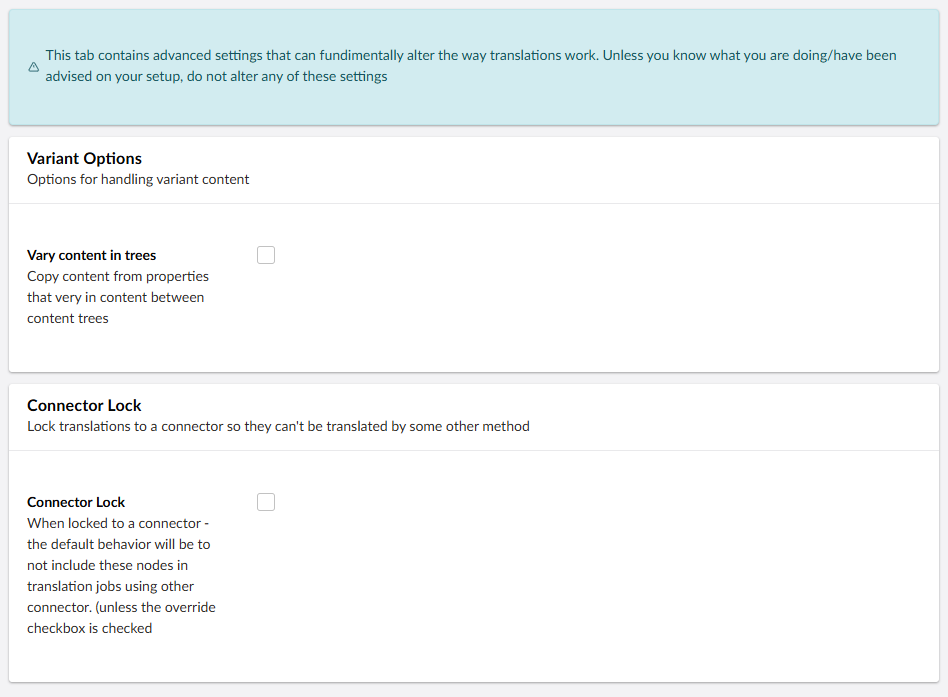 This tab contains advanced settings that can fundimentally alter the way translations work. Unless you know what you are doing/have been
advised on your setup, do not alter any of these settings
Variant Options
Options for handling variant content
Vary content in trees
Copy content from properties
that very in content between
content trees
Connector Lock
Lock translations to a connector so they can't be translated by some other method
Connector Lock
When locked to a connector -
the default behavior will be to
not include these nodes in
translation jobs using other
connector. (unless the override
checkbox is checked